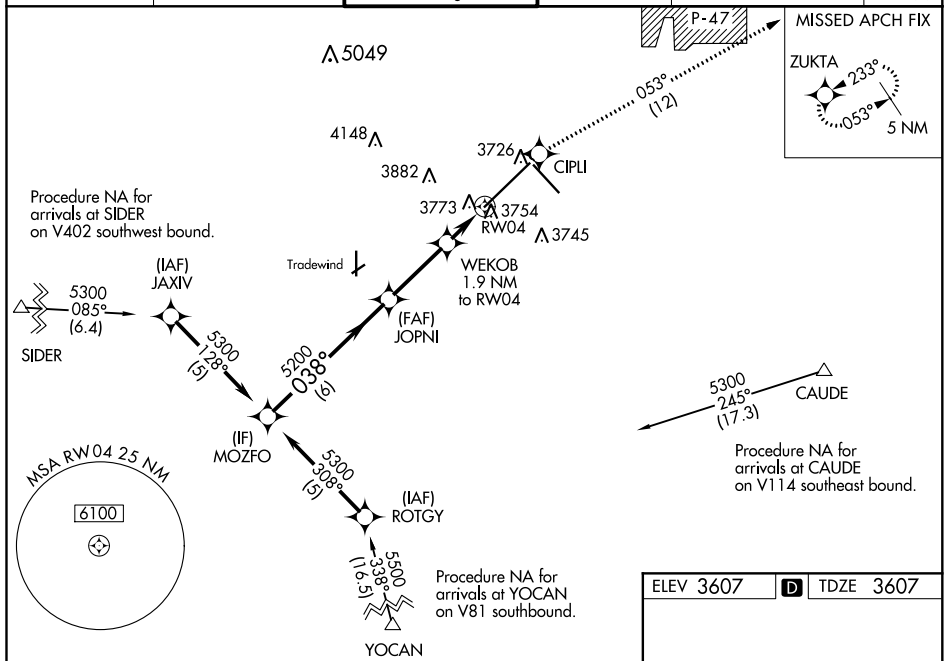 P-47
MISSED APCH FIX
5049
ZUKTA
233°
053°
5 NM
053°
(12)
4148
3726
CIPLI
3882
3773
3754
RW04
3745
Procedure NA for
arrivals at SIDER
on V402 southwest bound.
Tradewind
WEKOB
1.9 NM
to RW04
(IAF)
JAXIV
5300
085°
(6.4)
SIDER
(FAF)
JOPNI
5300
128°
(5)
5200
038°
(6)
5300
245°
(17.3)
CAUDE
(IF)
MOZFO
Procedure NA for
arrivals at CAUDE
on V114 southeast bound.
MSA RW04 25 NM
6100
5300
308°
(5)
(IAF)
ROTGY
5500
338°
(16.5)
Procedure NA for
arrivals at YOCAN
on V81 southbound.
YOCAN
ELEV 3607
D
TDZE 3607